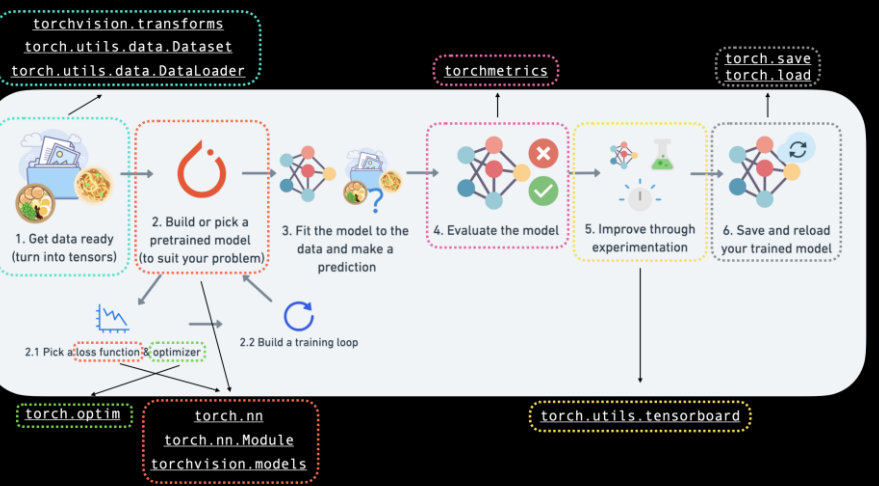 torchvision.transforms
torch.utils.data.Dataset
torch.utils.data.DataLoader
torchmetrics
torch.save
torch.load
1. Get data ready
(turn into tensors)
2. Build or pick a
pretrained model
(to suit your problem)
3. Fit the model to the
data and make a
prediction
4. Evaluate the model
5. Improve through
experimentation
6. Save and reload
your trained model
2.1 Pick a loss function & optimizer
2.2 Build a training loop
torch.optim
torch.nn
torch.nn.Module
torchvision.models
torch.utils.tensorboard